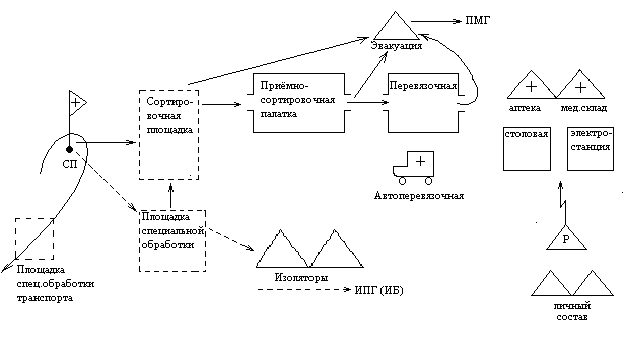 ПМГ
Эвакуация
Сортиро-
вочная
площадка
Приёмно-
сортировочная
палатка
Перевязочная
аптека
мед.склад
столовая
электро-
станция
СП
Автоперевязочная
Площадка
специальной
обработки
Р
Площадка
спец.обработки
транспорта
Изоляторы
ИПГ (ИБ)
личный
состав